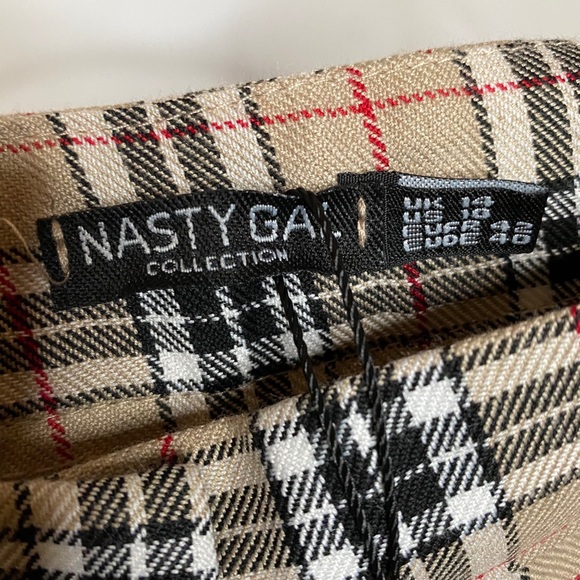 NASTY GAL
COLLECTION
UK 14
US 10
EUR 42
DE 40